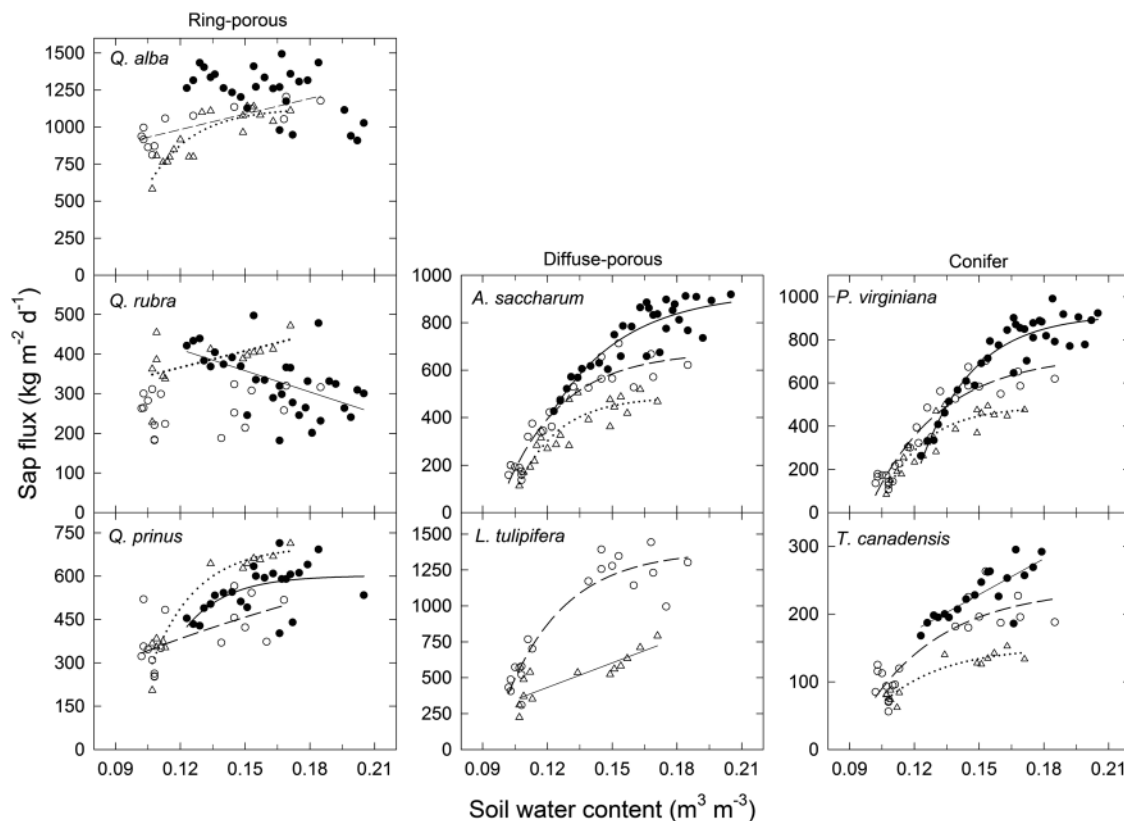 Ring-porous
Q. alba
1500
1250
1000
750
500
250
0
Diffuse-porous
Conifer
Q. rubra
500
400
300
200
100
0
A. saccharum
1000
800
600
400
200
0
P. virginiana
1000
800
600
400
200
0
Sap flux (kg m⁻² d⁻¹)
Q. prinus
750
600
450
300
150
0
L. tulipifera
1500
1250
1000
750
500
250
0
T. canadensis
300
200
100
0
0.09 0.12 0.15 0.18 0.21
0.09 0.12 0.15 0.18 0.21
0.09 0.12 0.15 0.18 0.21
Soil water content (m³ m⁻³)